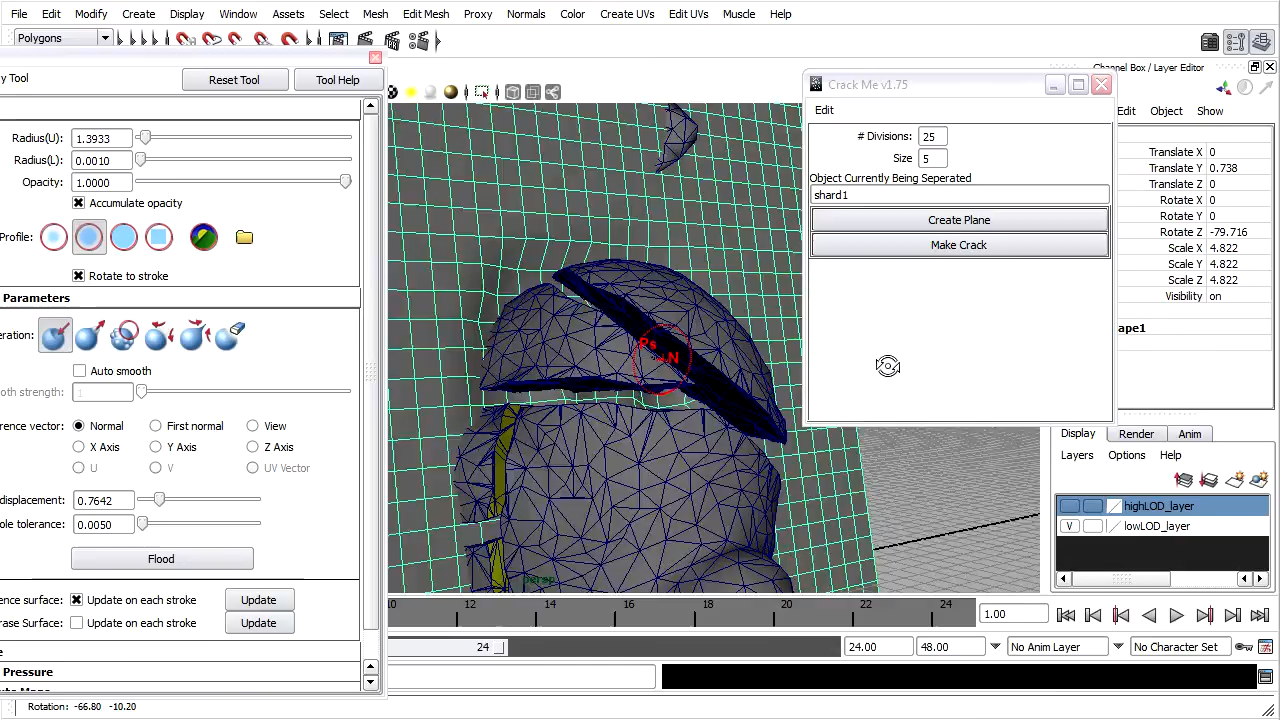 File Edit Modify Create Display Window Assets Select Mesh Edit Mesh Proxy Normals Color Create UVs Edit UVs Muscle Help
Polygons
y Tool
Reset Tool
Tool Help
Radius(U): 1.3933
Radius(L): 0.0010
Opacity: 1.0000
Accumulate opacity
Profile:
Rotate to stroke
Parameters
eration:
Auto smooth
oth strength: 1
rence vector: Normal First normal View
X Axis Y Axis Z Axis
U V UV Vector
displacement: 0.7642
ole tolerance: 0.0050
Flood
ence surface: Update on each stroke Update
rase Surface: Update on each stroke Update
e
Pressure
Ps
N
persp
Crack Me v1.75
Edit
# Divisions: 25
Size 5
Object Currently Being Seperated
shard1
Create Plane
Make Crack
Channel Box / Layer Editor
Edit Object Show
Translate X 0
Translate Y 0.738
Translate Z 0
Rotate X 0
Rotate Y 0
Rotate Z -79.716
Scale X 4.822
Scale Y 4.822
Scale Z 4.822
Visibility on
ape1
Display Render Anim
Layers Options Help
highLOD_layer
V lowLOD_layer
10 12 14 16 18 20 22 24
1.00
24
24.00 48.00 No Anim Layer No Character Set
Rotation: -66.80 -10.20